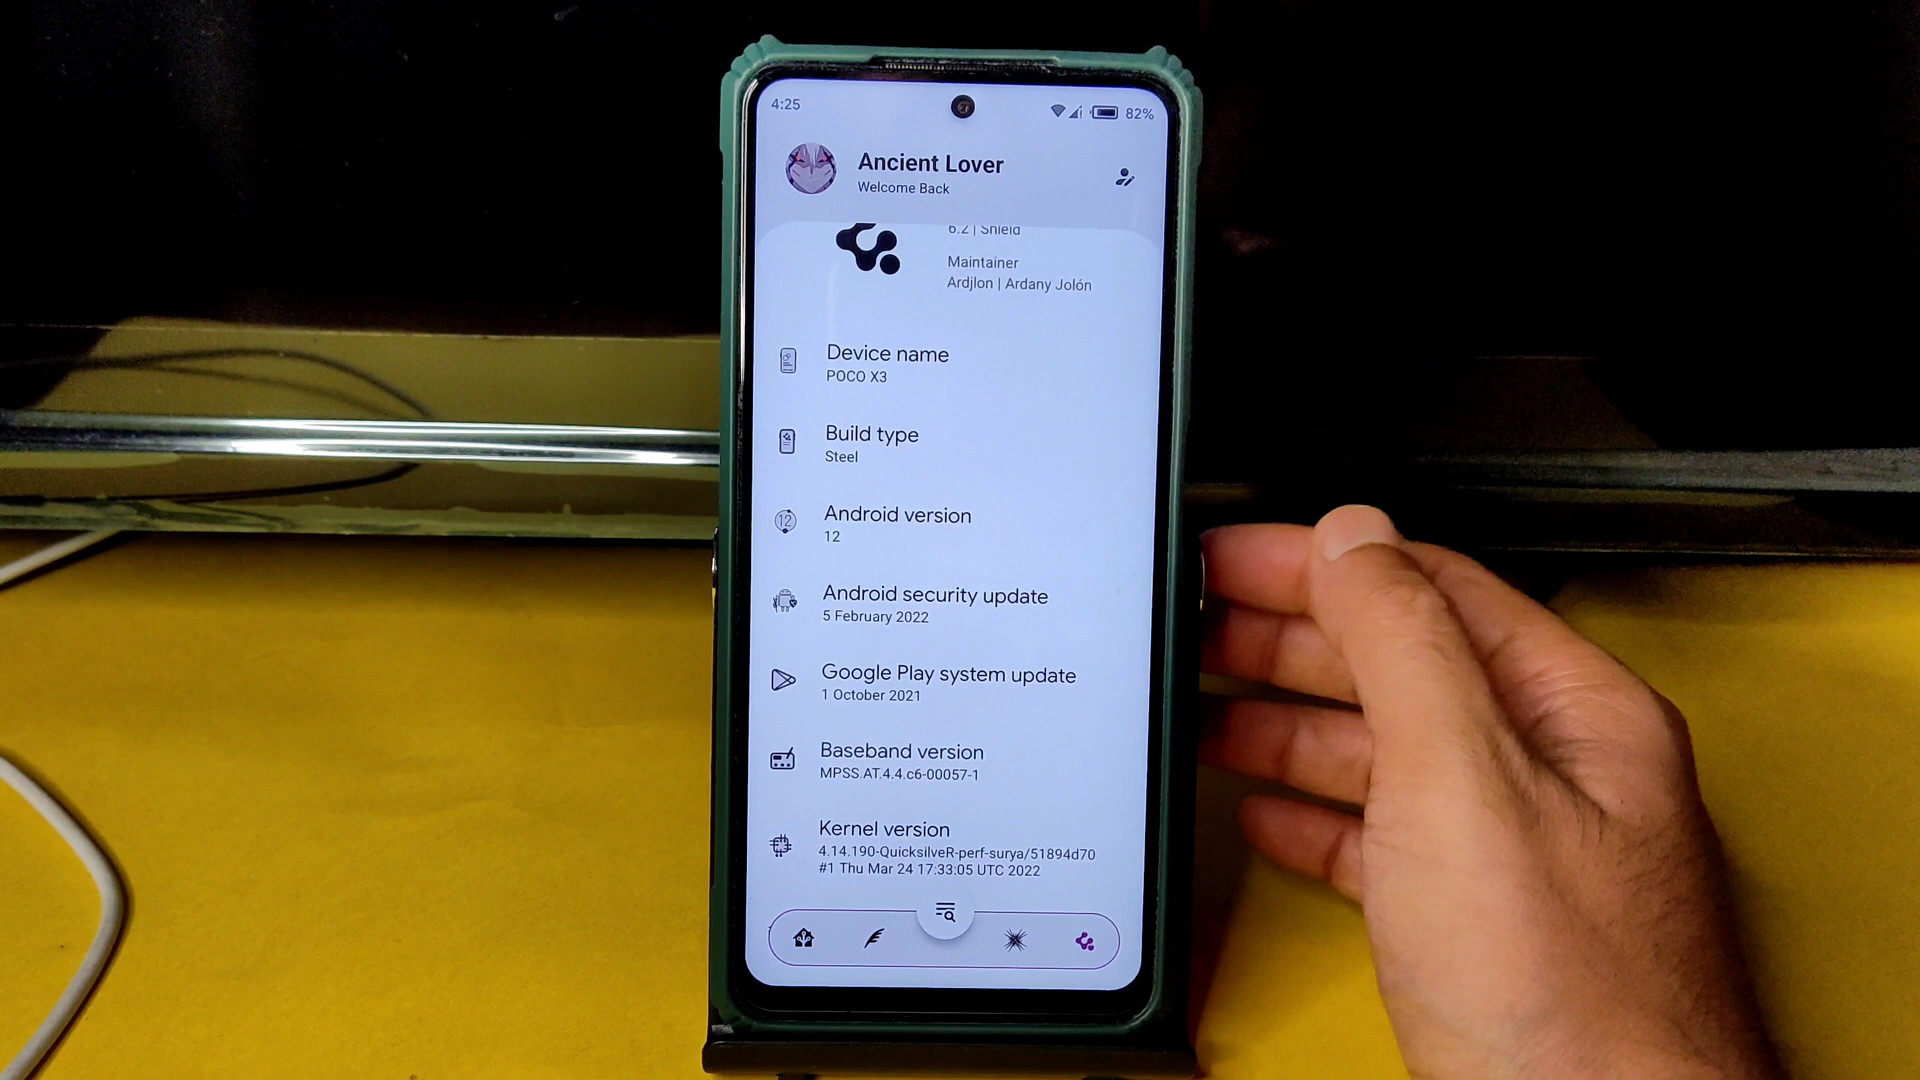 4:25
82%
Ancient Lover
Welcome Back
6.2 | Shield
Maintainer
Ardjlon | Ardany Jolón
Device name
POCO X3
Build type
Steel
12
Android version
12
Android security update
5 February 2022
Google Play system update
1 October 2021
Baseband version
MPSS.AT.4.4.c6-00057-1
Kernel version
4.14.190-QuicksilveR-perf-surya/51894d70
#1 Thu Mar 24 17:33:05 UTC 2022